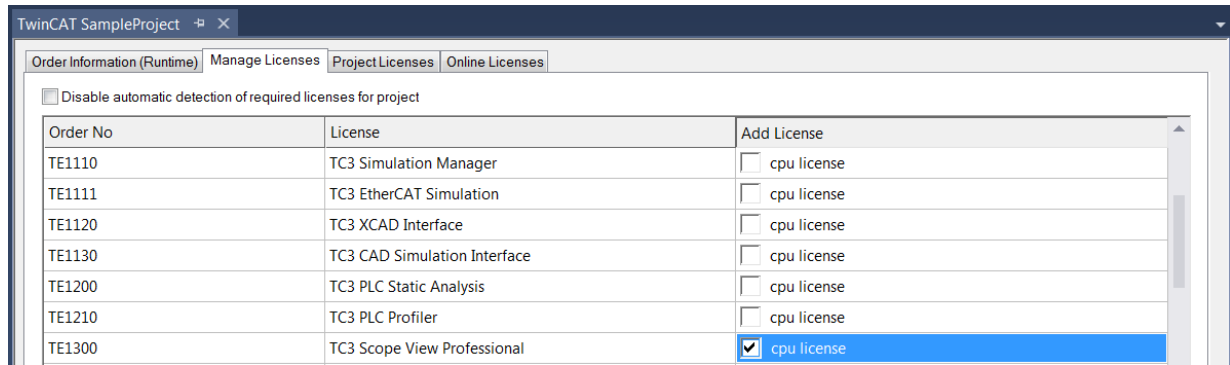 TwinCAT SampleProject
Order Information (Runtime) Manage Licenses Project Licenses Online Licenses
Disable automatic detection of required licenses for project
Order No License Add License
TE1110 TC3 Simulation Manager cpu license
TE1111 TC3 EtherCAT Simulation cpu license
TE1120 TC3 XCAD Interface cpu license
TE1130 TC3 CAD Simulation Interface cpu license
TE1200 TC3 PLC Static Analysis cpu license
TE1210 TC3 PLC Profiler cpu license
TE1300 TC3 Scope View Professional cpu license